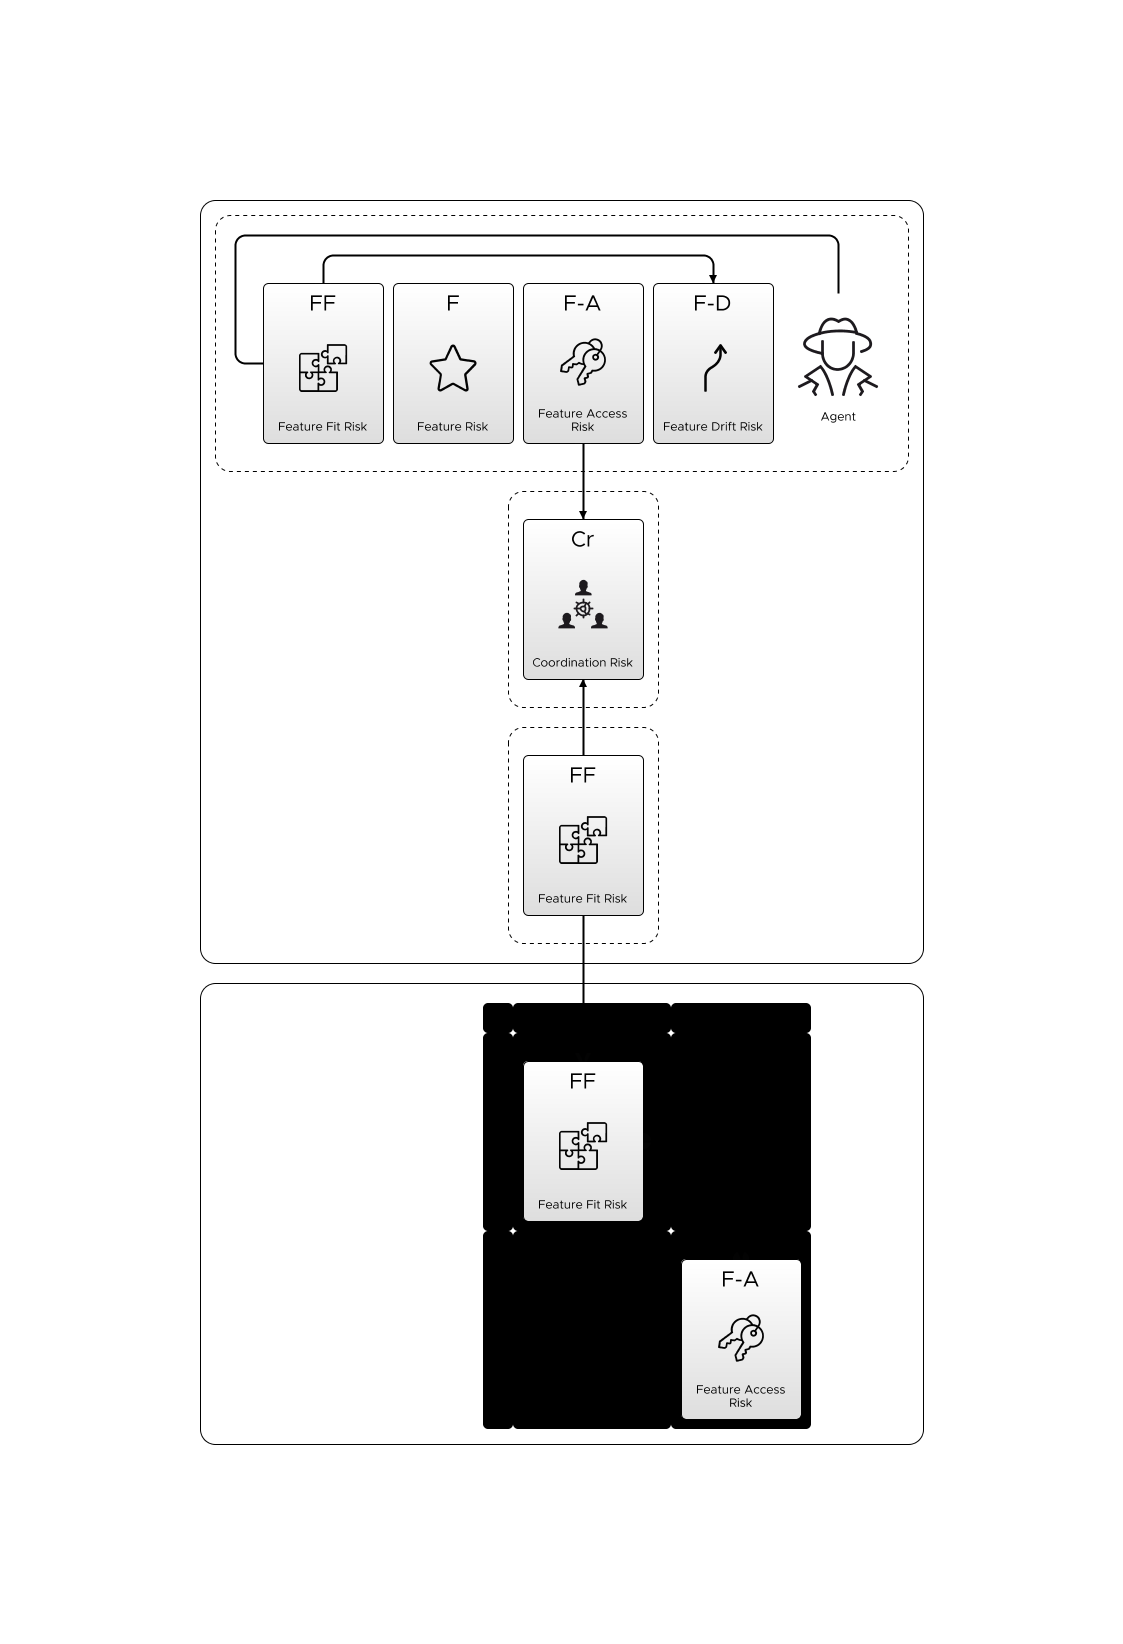 FF
Feature Fit Risk
F
Feature Risk
F-A
Feature Access
Risk
F-D
Feature Drift Risk
Agent
Cr
Coordination Risk
FF
Feature Fit Risk
FF
Feature Fit Risk
F-A
Feature Access
Risk